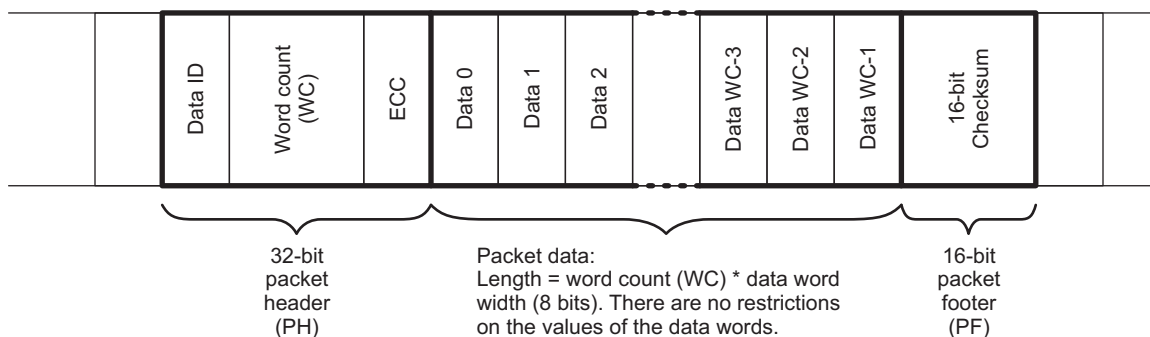 Data ID
Word count
(WC)
ECC
Data 0
Data 1
Data 2
Data WC-3
Data WC-2
Data WC-1
16-bit
Checksum
32-bit
packet
header
(PH)
Packet data:
Length = word count (WC) * data word
width (8 bits). There are no restrictions
on the values of the data words.
16-bit
packet
footer
(PF)